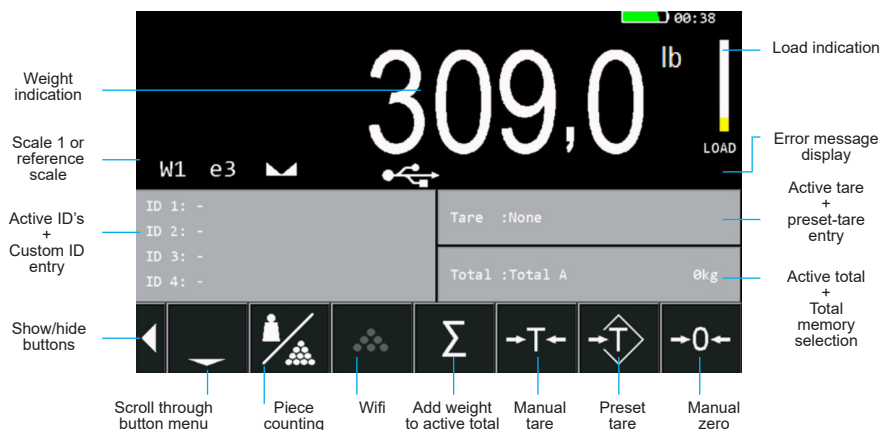 00:38
309,0
lb
LOAD
W1 e3
ID 1: -
ID 2: -
ID 3: -
ID 4: -
Tare :None
Total :Total A 0kg
Σ
→T←
→T
→0←
Weight
indication
Scale 1 or
reference
scale
Active ID's
+
Custom ID
entry
Show/hide
buttons
Load indication
Error message
display
Active tare
+
preset-tare
entry
Active total
+
Total
memory
selection
Scroll through
button menu
Piece
counting
Wifi
Add weight
to active total
Manual
tare
Preset
tare
Manual
zero